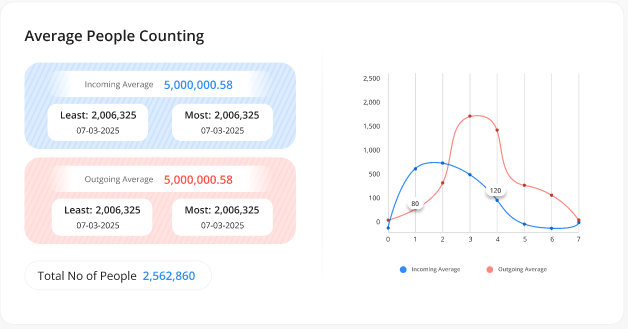 Average People Counting
Incoming Average 5,000,000.58
Least: 2,006,325
07-03-2025
Most: 2,006,325
07-03-2025
Outgoing Average 5,000,000.58
Least: 2,006,325
07-03-2025
Most: 2,006,325
07-03-2025
Total No of People 2,562,860
2,500
2,000
1,500
1,000
500
100
0
80
120
0 1 2 3 4 5 6 7
Incoming Average
Outgoing Average